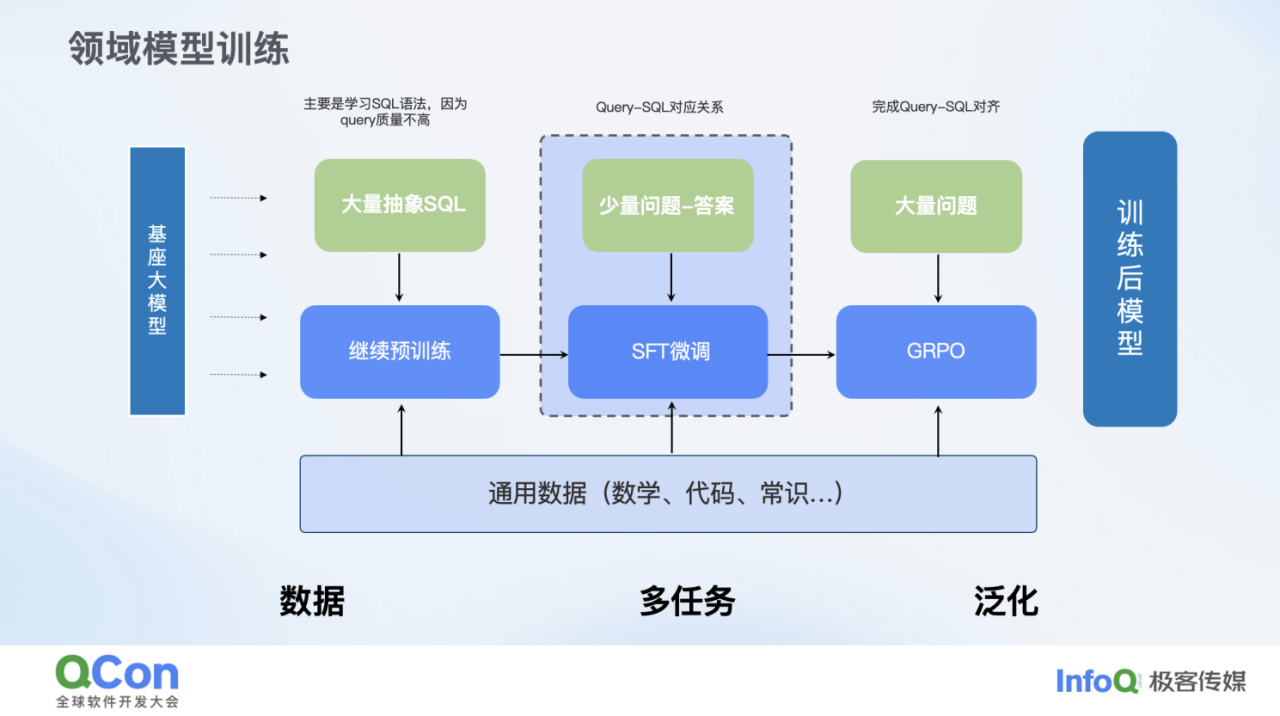 领域模型训练
主要是学习SQL语法，因为
query质量不高
Query-SQL对应关系
完成Query-SQL对齐
基座大模型
大量抽象SQL
少量问题-答案
大量问题
继续预训练
SFT微调
GRPO
训练后模型
通用数据（数学、代码、常识...）
数据
多任务
泛化
QCon
全球软件开发大会
InfoQ 极客传媒